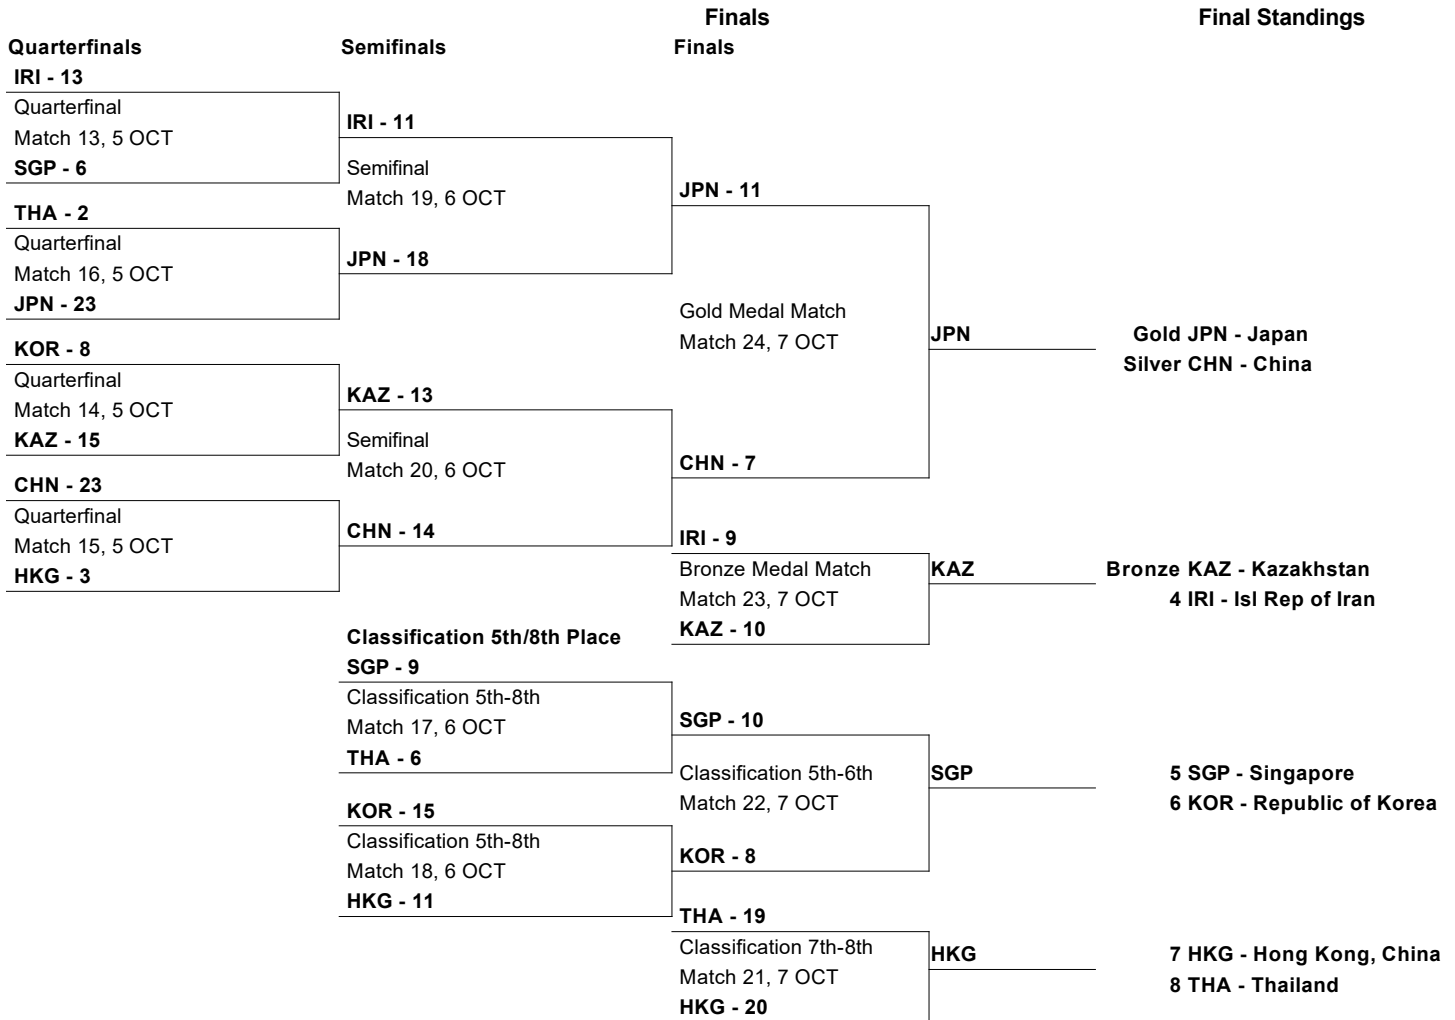 Finals
Final Standings
Quarterfinals
Semifinals
Finals
IRI - 13
Quarterfinal
Match 13, 5 OCT
SGP - 6
THA - 2
Quarterfinal
Match 16, 5 OCT
JPN - 23
KOR - 8
Quarterfinal
Match 14, 5 OCT
KAZ - 15
CHN - 23
Quarterfinal
Match 15, 5 OCT
HKG - 3
IRI - 11
Semifinal
Match 19, 6 OCT
JPN - 18
KAZ - 13
Semifinal
Match 20, 6 OCT
CHN - 14
Classification 5th/8th Place
SGP - 9
Classification 5th-8th
Match 17, 6 OCT
THA - 6
KOR - 15
Classification 5th-8th
Match 18, 6 OCT
HKG - 11
JPN - 11
Gold Medal Match
Match 24, 7 OCT
CHN - 7
IRI - 9
Bronze Medal Match
Match 23, 7 OCT
KAZ - 10
SGP - 10
Classification 5th-6th
Match 22, 7 OCT
KOR - 8
THA - 19
Classification 7th-8th
Match 21, 7 OCT
HKG - 20
JPN
KAZ
SGP
HKG
Gold JPN - Japan
Silver CHN - China
Bronze KAZ - Kazakhstan
4 IRI - Isl Rep of Iran
5 SGP - Singapore
6 KOR - Republic of Korea
7 HKG - Hong Kong, China
8 THA - Thailand